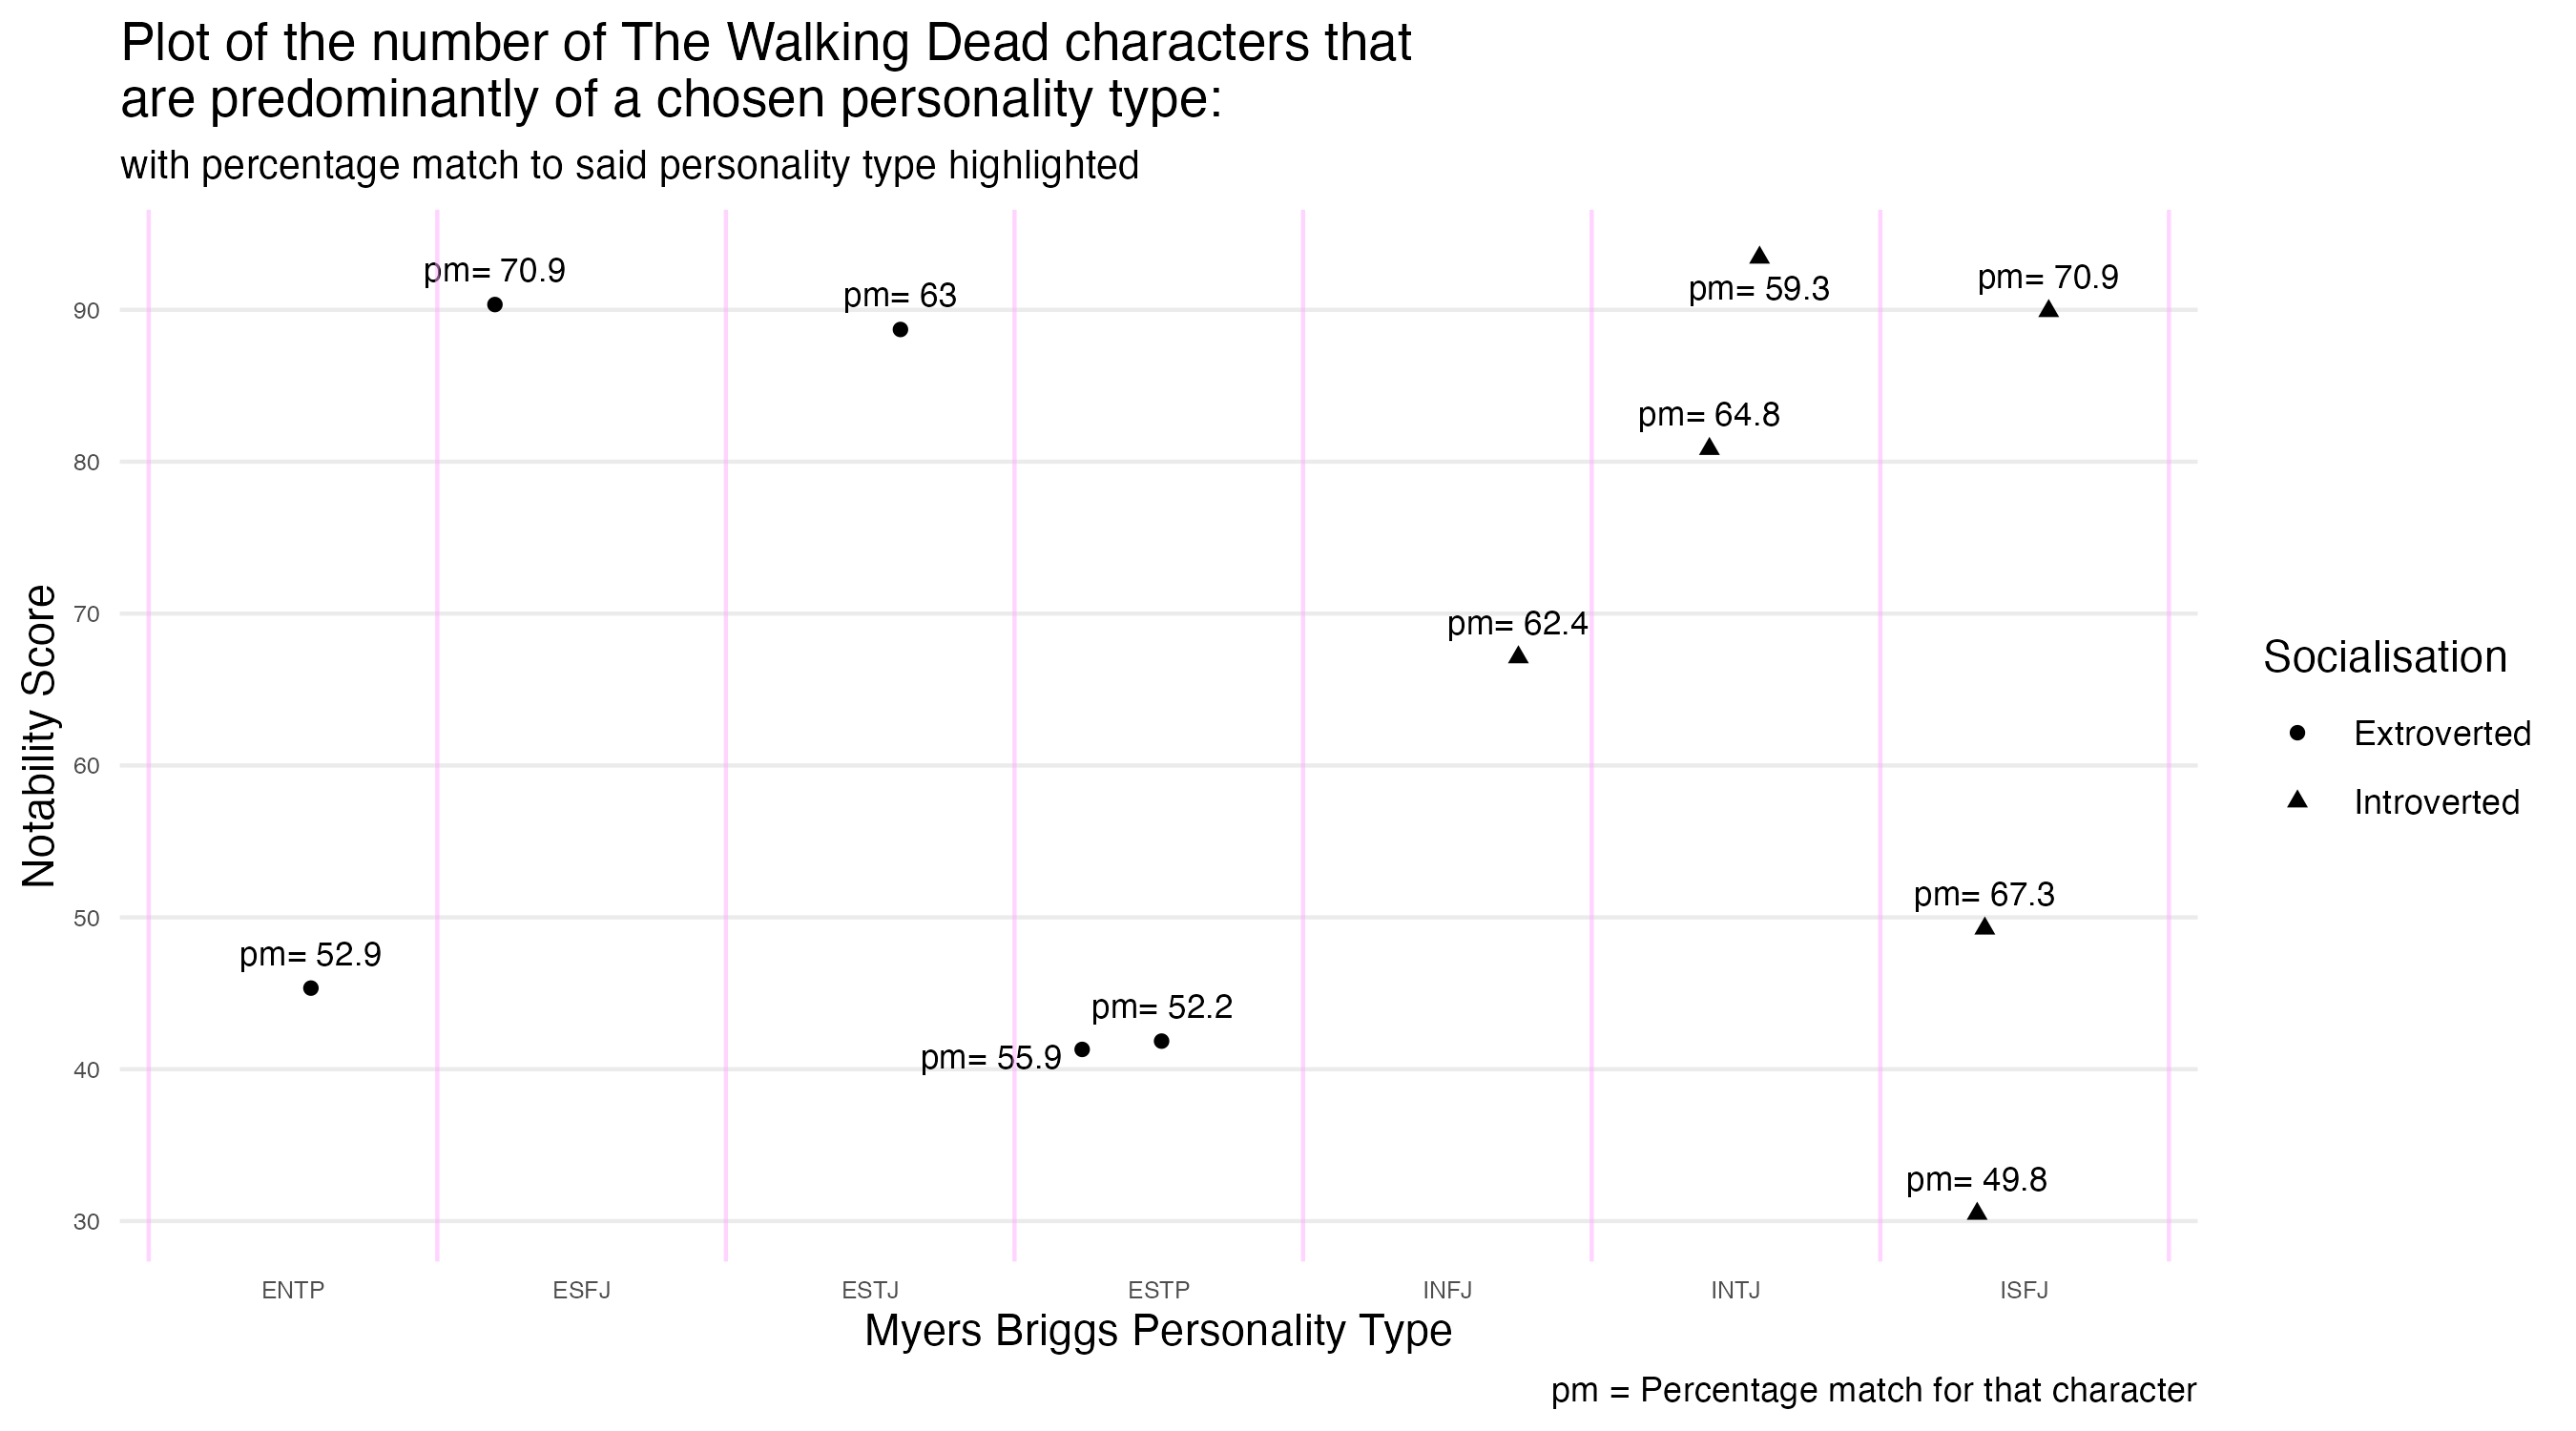 Plot of the number of The Walking Dead characters that
are predominantly of a chosen personality type:
with percentage match to said personality type highlighted
pm= 70.9
pm= 63
pm= 59.3
pm= 70.9
pm= 64.8
pm= 62.4
pm= 67.3
pm= 52.9
pm= 52.2
pm= 55.9
pm= 49.8
90
80
70
60
50
40
30
Notability Score
ENTP ESFJ ESTJ ESTP INFJ INTJ ISFJ
Myers Briggs Personality Type
Socialisation
Extroverted
Introverted
pm = Percentage match for that character